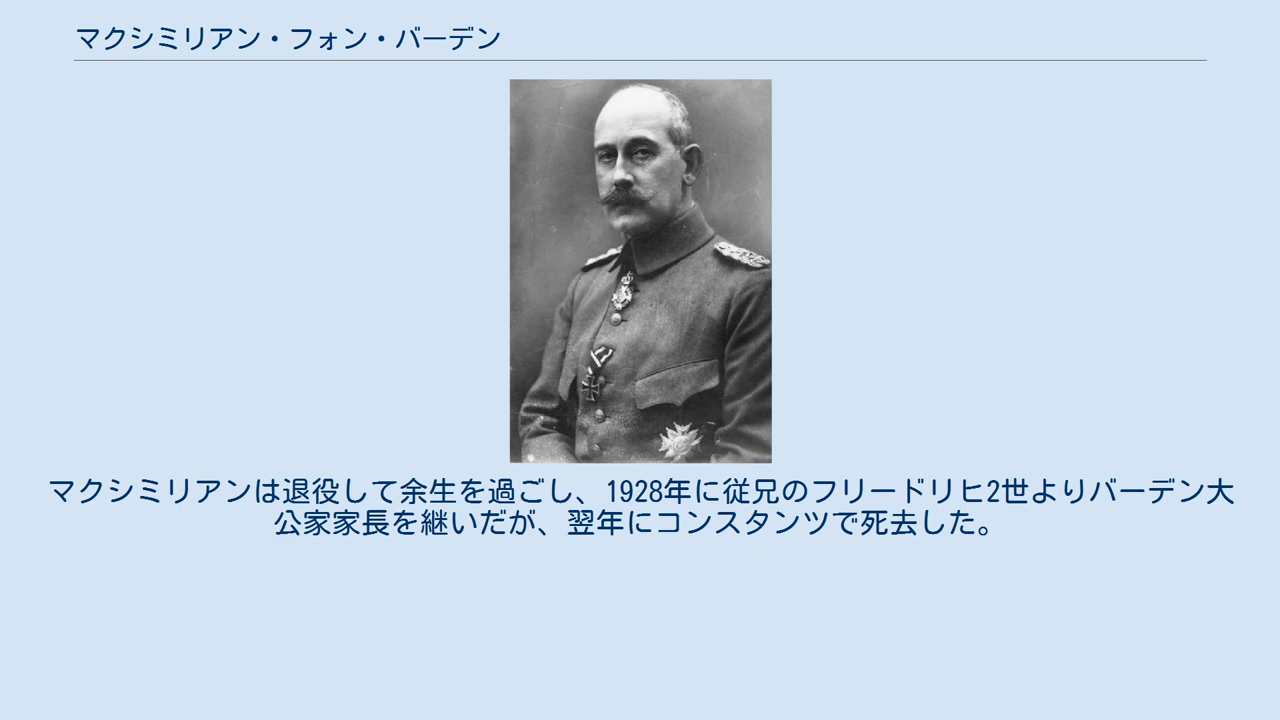 マクシミリアン・フォン・バーデン
マクシミリアンは退役して余生を過ごし、1928年に従兄のフリードリヒ2世よりバーデン大
公家家長を継いだが、翌年にコンスタンツで死去した。